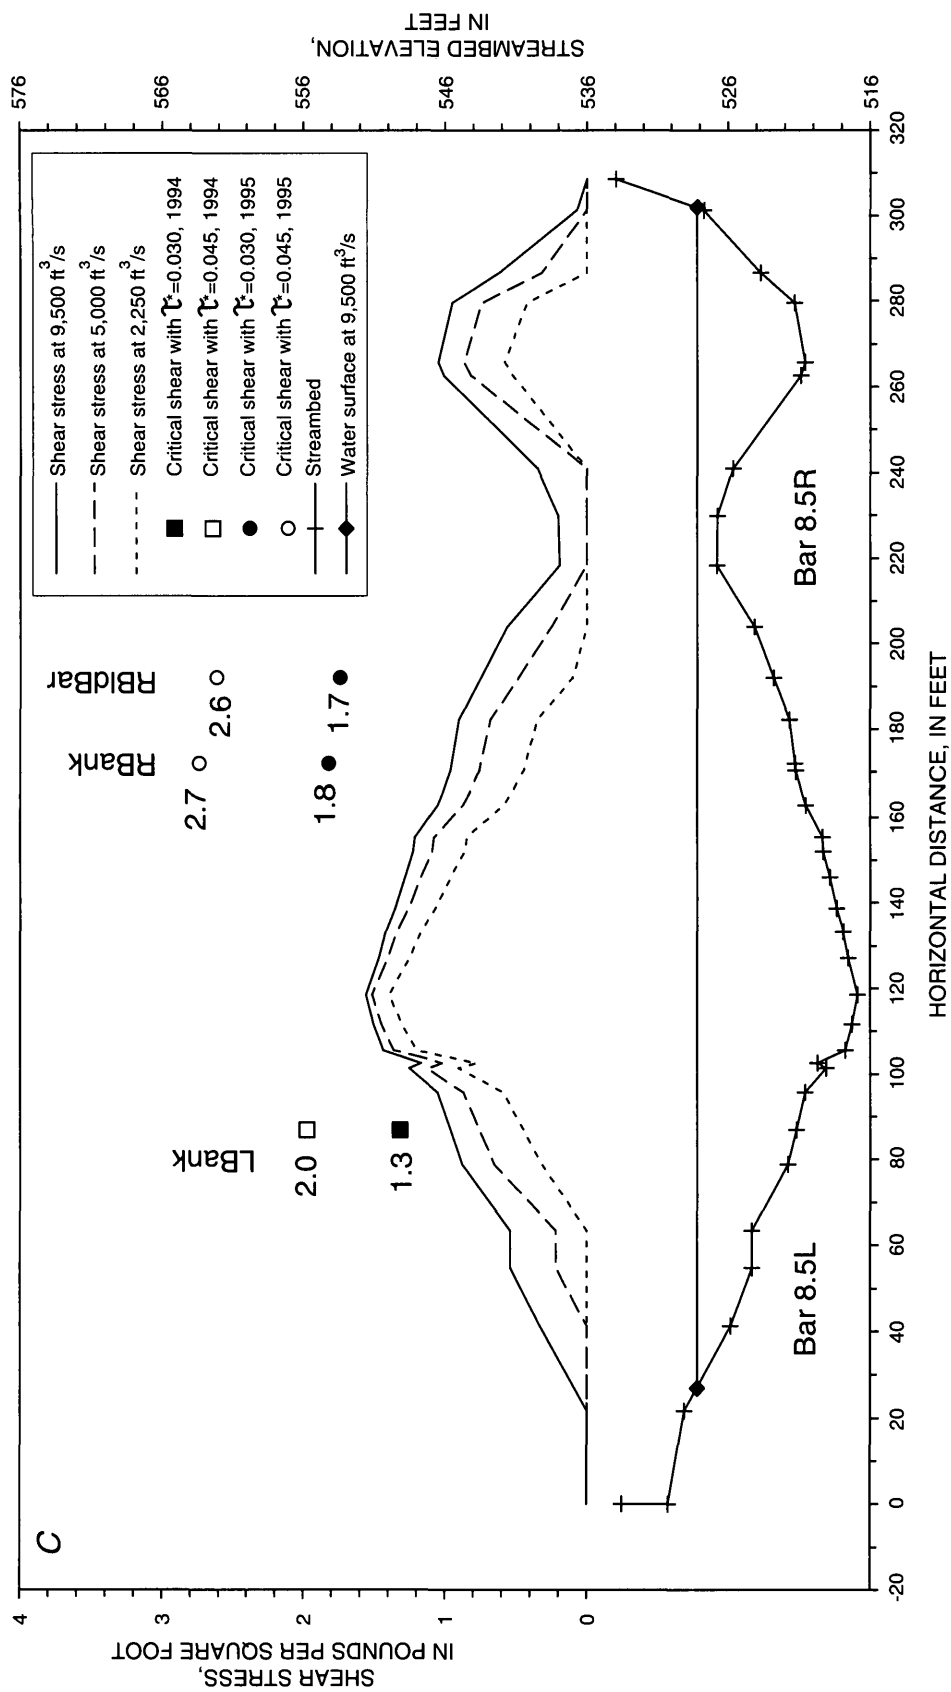 C
SHEAR STRESS,
IN POUNDS PER SQUARE FOOT
4
3
2
1
0
STREAMBED ELEVATION,
IN FEET
576
566
556
546
536
526
516
Shear stress at 9,500 ft³/s
Shear stress at 5,000 ft³/s
Shear stress at 2,250 ft³/s
Critical shear with τ*=0.030, 1994
Critical shear with τ*=0.045, 1994
Critical shear with τ*=0.030, 1995
Critical shear with τ*=0.045, 1995
Streambed
Water surface at 9,500 ft³/s
LBank
2.0
1.3
RBank
2.7
1.8
RBldBar
2.6
1.7
Bar 8.5L
Bar 8.5R
-20 0 20 40 60 80 100 120 140 160 180 200 220 240 260 280 300 320
HORIZONTAL DISTANCE, IN FEET